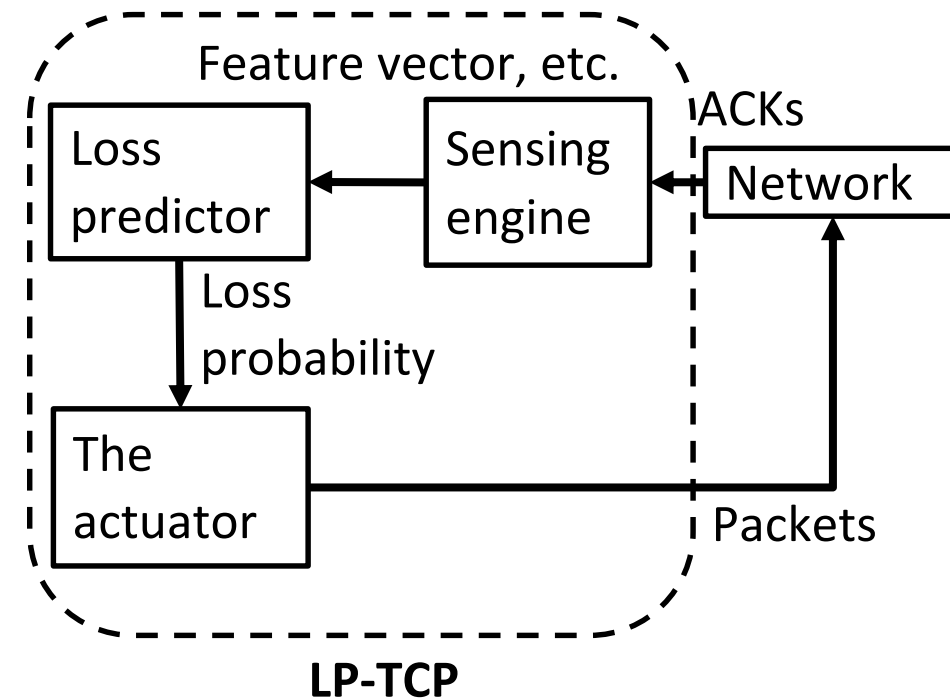 Feature vector, etc.
Loss
predictor
Sensing
engine
ACKs
Network
Loss
probability
The
actuator
Packets
LP-TCP